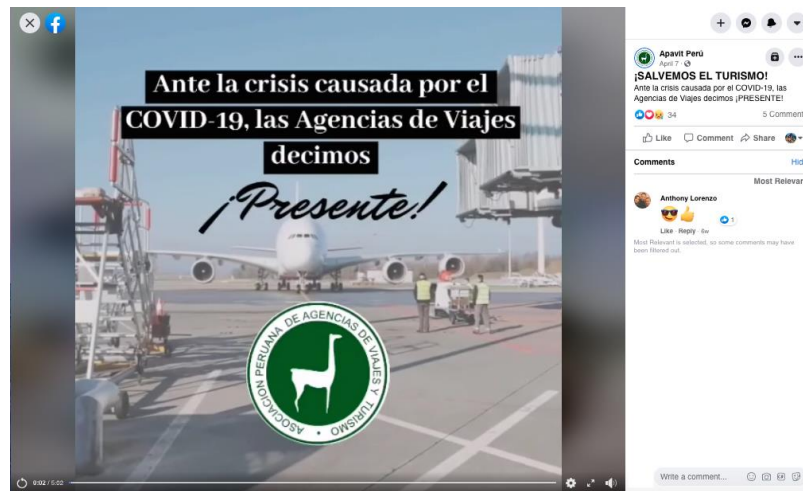 Ante la crisis causada por el
COVID-19, las Agencias de Viajes
decimos
¡Presente!
ASOCIACION PERUANA DE AGENCIAS DE VIAJES Y TURISMO
0:02 / 5:02
Apavit Perú
April 7
¡SALVEMOS EL TURISMO!
Ante la crisis causada por el COVID-19, las
Agencias de Viajes decimos ¡PRESENTE!
34
5 Comment
Like Comment Share
Comments Hid
Most Relevan
Anthony Lorenzo
1
Like · Reply · 6w
Most Relevant is selected, so some comments may have
been filtered out.
Write a comment...